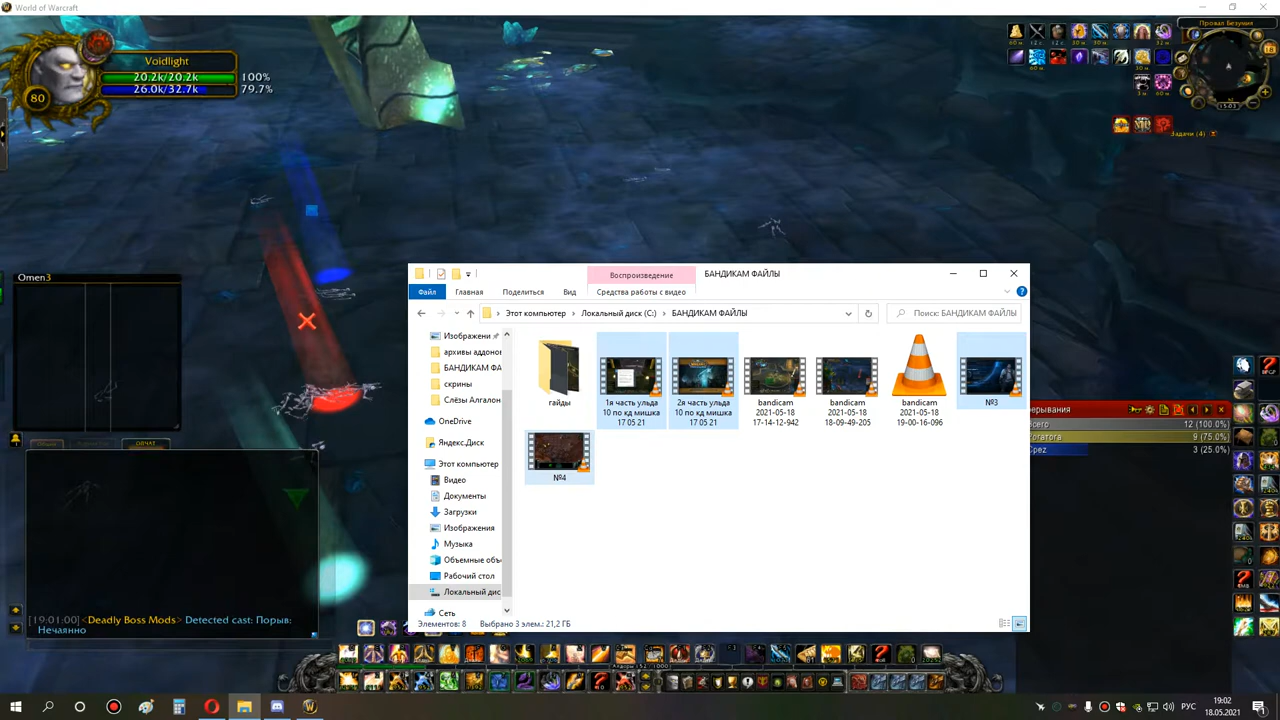 World of Warcraft
Провал Безумия
Voidlight
20.2k/20.2k 100%
26.0k/32.7k 79.7%
80
15:03
Задачи (4)
Omen3
Воспроизведение
БАНДИКАМ ФАЙЛЫ
Файл
Главная
Поделиться
Вид
Средства работы с видео
Этот компьютер
Локальный диск (C:)
БАНДИКАМ ФАЙЛЫ
Поиск: БАНДИКАМ ФАЙЛЫ
Изображени
архивы аддонов
БАНДИКАМ ФА
скрины
Слёзы Алгалон
OneDrive
Яндекс.Диск
Этот компьютер
Видео
Документы
Загрузки
Изображения
Музыка
Объемные объ
Рабочий стол
Локальный дис
Сеть
гайды
1я часть ульда
10 по кд мишка
17 05 21
2я часть ульда
10 по кд мишка
17 05 21
bandicam
2021-05-18
17-14-12-942
bandicam
2021-05-18
18-09-49-205
bandicam
2021-05-18
19-00-16-096
№3
№4
Элементов: 8
Выбрано 3 элем.: 21,2 ГБ
ерывания
сего 12 (100.0%)
9 (75.0%)
Срез 3 (25.0%)
[19:01:00] <Deadly Boss Mods> Detected cast: Порыв:
Нечаянно
РУС
19:02
18.05.2021